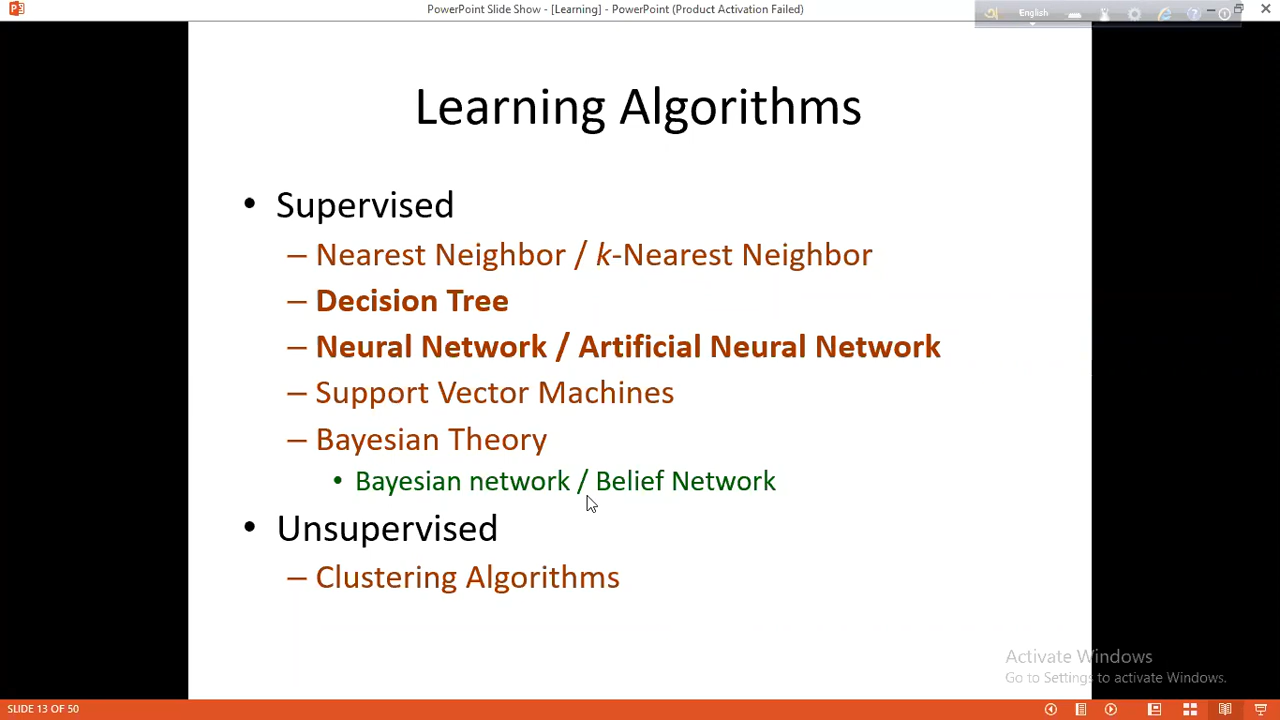 PowerPoint Slide Show - [Learning] - PowerPoint (Product Activation Failed)
English
Learning Algorithms
• Supervised
– Nearest Neighbor / k-Nearest Neighbor
– Decision Tree
– Neural Network / Artificial Neural Network
– Support Vector Machines
– Bayesian Theory
• Bayesian network / Belief Network
• Unsupervised
– Clustering Algorithms
Activate Windows
Go to Settings to activate Windows.
SLIDE 13 OF 50